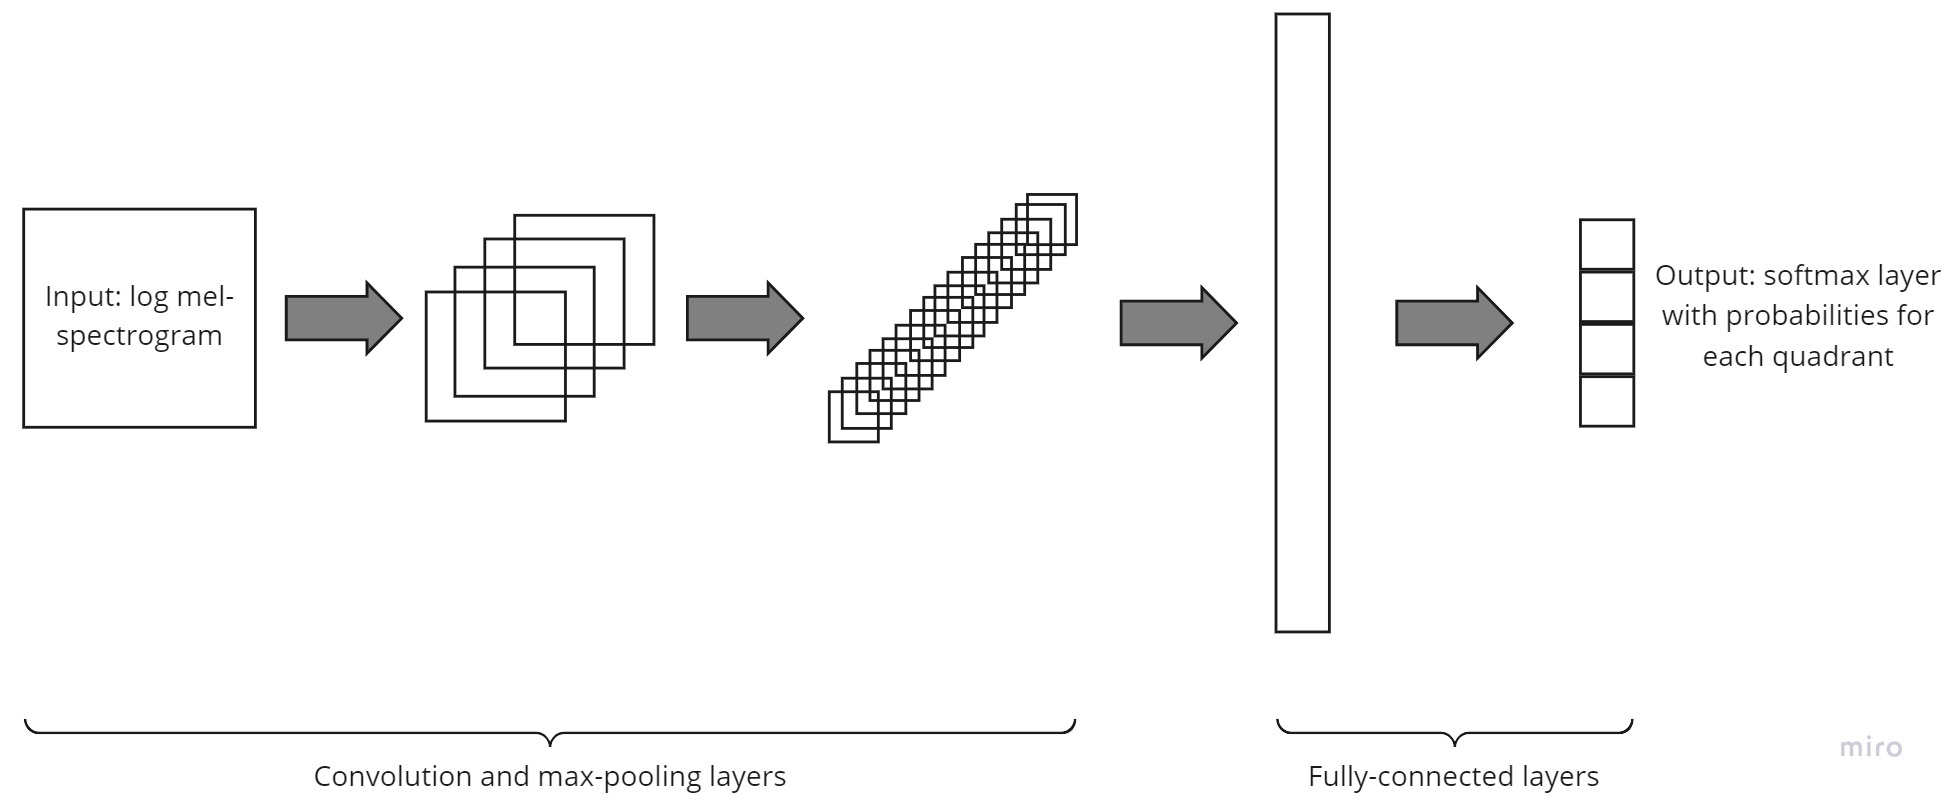 Input: log mel-
spectrogram
Output: softmax layer
with probabilities for
each quadrant
Convolution and max-pooling layers
Fully-connected layers
miro